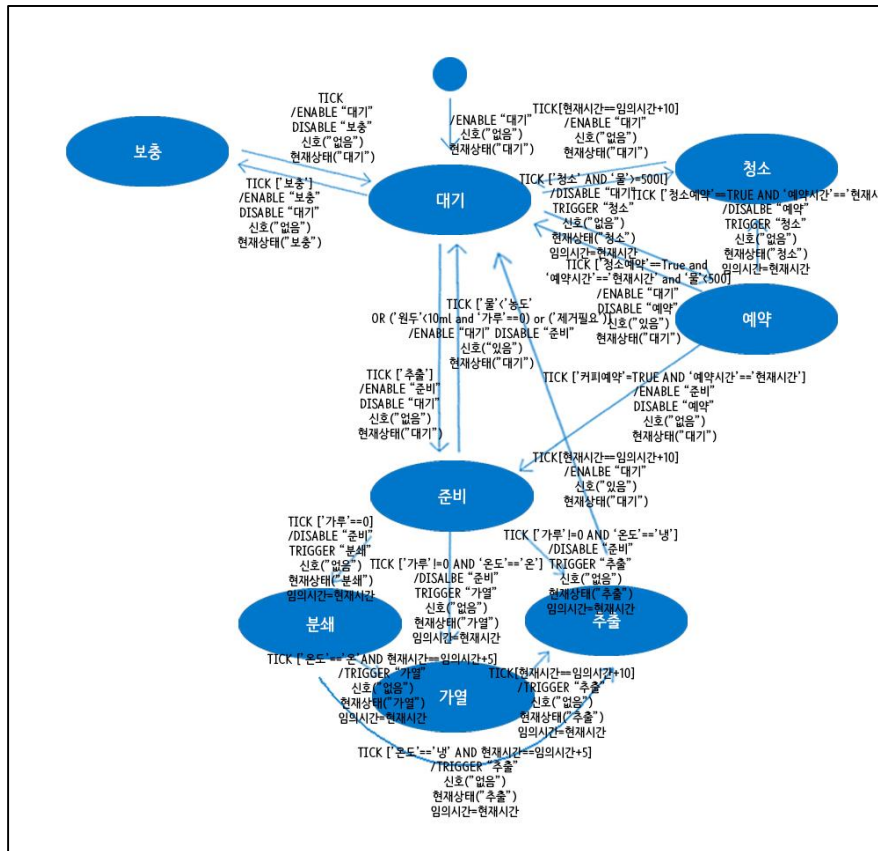 TICK
/ENABLE “대기”
DISABLE “보충”
신호("없음")
현재상태("대기")
보충
TICK ['보충']
/ENABLE “보충”
DISABLE “대기”
신호("없음")
현재상태("보충")
/ENABLE “대기”
신호("없음")
현재상태("대기")
대기
TICK[현재시간==임의시간+10]
/ENABLE “대기”
신호("없음")
현재상태("대기")
청소
TICK ['청소' AND ‘물’>=500l]
/DISABLE “대기”
TRIGGER “청소”
신호("없음")
현재상태("청소")
임의시간=현재시간
TICK ['청소예약'==TRUE AND ‘예약시간’==’현재시
/DISALBE “예약”
TRIGGER “청소”
신호("없음")
현재상태("청소")
임의시간=현재시간
TICK ['청소예약'==True and
‘예약시간’==’현재시간’ and ‘물’<500]
/ENABLE “대기”
DISABLE “예약”
신호("있음")
현재상태("대기")
예약
TICK ['물'<'농도'
OR ('원두'<10ml and ‘가루’==0) or (‘제거필요’)]
/ENABLE “대기” DISABLE “준비”
신호("있음")
현재상태("대기")
TICK ['추출']
/ENABLE “준비”
DISABLE “대기”
신호("없음")
현재상태("대기")
TICK ['커피예약'=TRUE AND ‘예약시간’==’현재시간’]
/ENABLE “준비”
DISABLE “예약”
신호("없음")
현재상태("대기")
TICK[현재시간==임의시간+10]
/ENALBE “대기”
신호("있음")
현재상태("대기")
준비
TICK ['가루'==0]
/DISABLE “준비”
TRIGGER “분쇄”
신호("없음")
현재상태("분쇄")
임의시간=현재시간
TICK ['가루'!=0 AND ‘온도’==’온’]
/DISALBE “준비”
TRIGGER “가열”
신호("없음")
현재상태("가열")
임의시간=현재시간
TICK ['가루'!=0 AND ‘온도’==’냉’]
/DISABLE “준비”
TRIGGER “추출”
신호("없음")
현재상태("추출")
임의시간=현재시간
분쇄
추출
TICK ['온도'=='온'AND 현재시간==임의시간+5]
/TRIGGER “가열”
신호("없음")
현재상태("가열")
임의시간=현재시간
가열
TICK[현재시간==임의시간+10]
/TRIGGER “추출”
신호("없음")
현재상태("추출")
임의시간=현재시간
TICK ['온도'=='냉' AND 현재시간==임의시간+5]
/TRIGGER “추출”
신호("없음")
현재상태("추출")
임의시간=현재시간